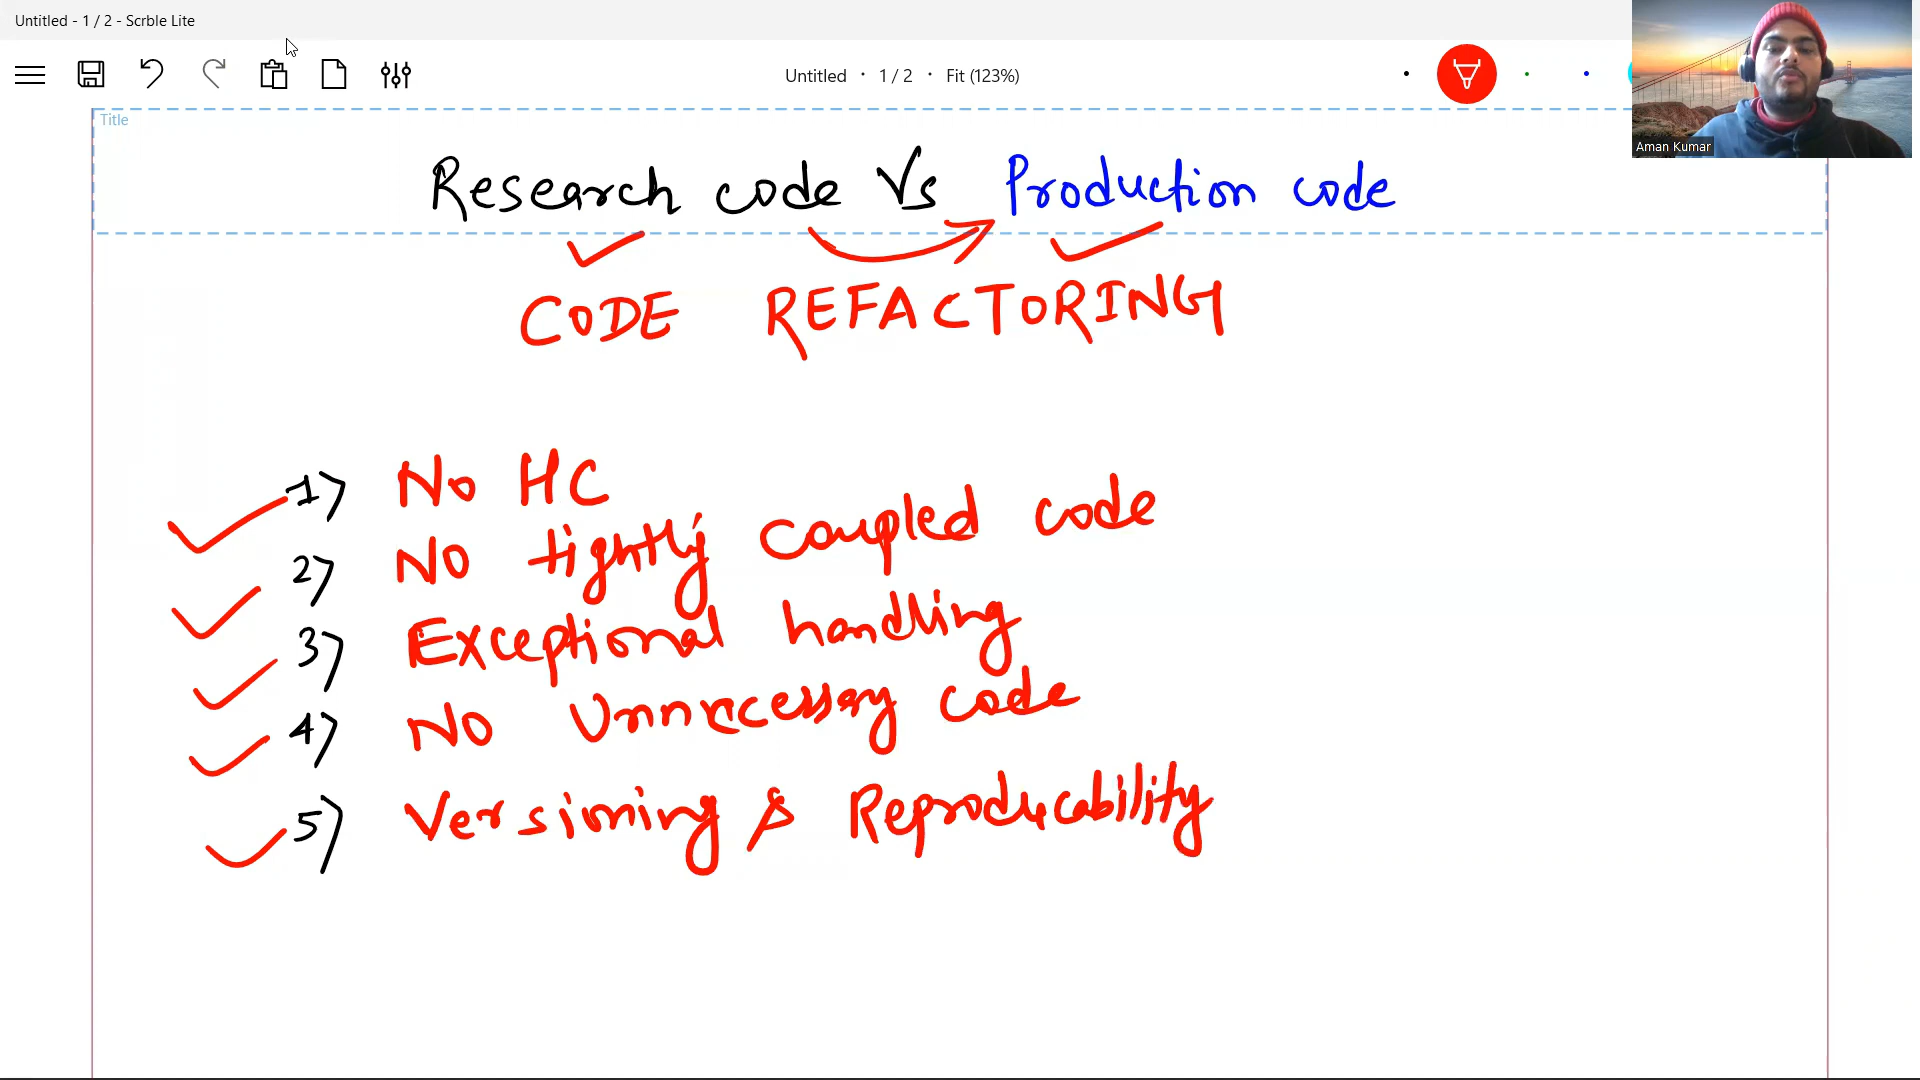 Untitled - 1 / 2 - Scrble Lite
Untitled · 1 / 2 · Fit (123%)
Aman Kumar
Title
Research code Vs Production code
CODE REFACTORING
1) No HC
2) NO tightly coupled code
3) Exceptional handling
4) NO Unnecessary code
5) Versioning & Reproducability